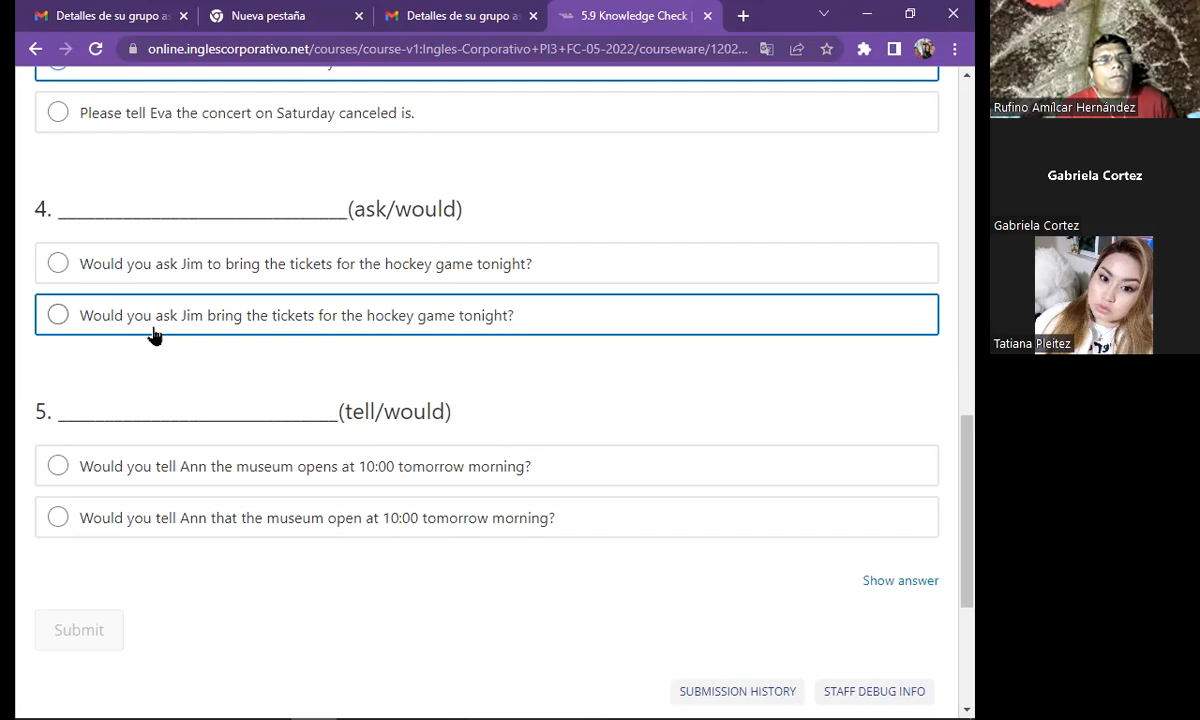 Detalles de su grupo as
Nueva pestaña
Detalles de su grupo as
5.9 Knowledge Check |
online.inglescorporativo.net/courses/course-v1:Ingles-Corporativo+PI3+FC-05-2022/courseware/1202...
Please tell Eva the concert on Saturday canceled is.
4. ____________________________(ask/would)
Would you ask Jim to bring the tickets for the hockey game tonight?
Would you ask Jim bring the tickets for the hockey game tonight?
5. ___________________________(tell/would)
Would you tell Ann the museum opens at 10:00 tomorrow morning?
Would you tell Ann that the museum open at 10:00 tomorrow morning?
Show answer
Submit
SUBMISSION HISTORY
STAFF DEBUG INFO
Rufino Amílcar Hernández
Gabriela Cortez
Gabriela Cortez
Tatiana Pleitez